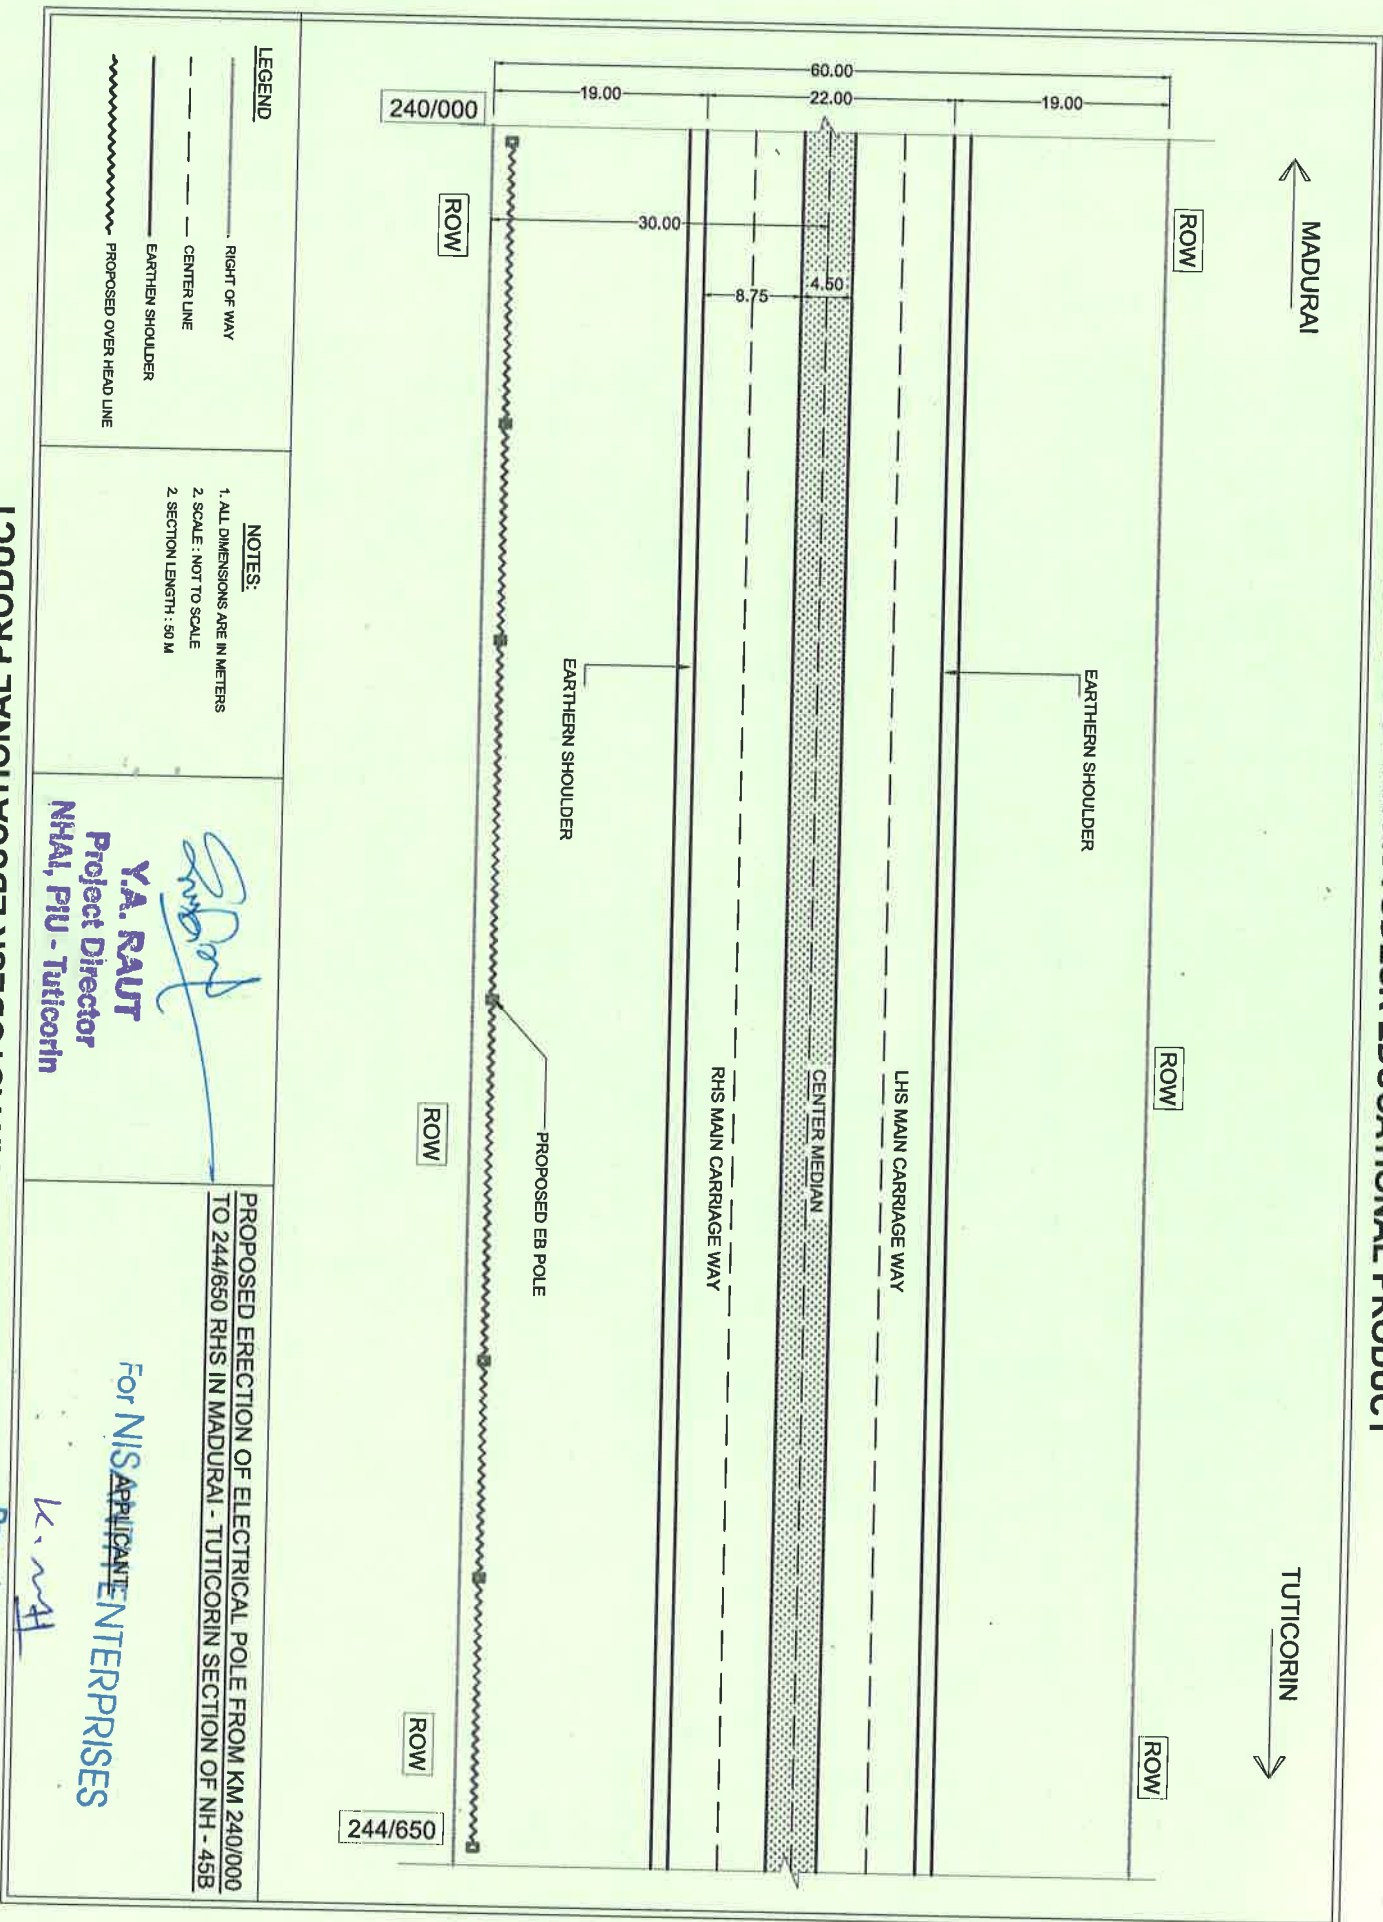 EDUCATIONAL PRODUCT
MADURAI
TUTICORIN
ROW
ROW
ROW
60.00
19.00
22.00
19.00
240/000
30.00
8.75
4.50
EARTHERN SHOULDER
EARTHERN SHOULDER
LHS MAIN CARRIAGE WAY
CENTER MEDIAN
RHS MAIN CARRIAGE WAY
PROPOSED EB POLE
ROW
ROW
ROW
244/650
LEGEND
RIGHT OF WAY
CENTER LINE
EARTHEN SHOULDER
PROPOSED OVER HEAD LINE
NOTES:
1. ALL DIMENSIONS ARE IN METERS
2. SCALE : NOT TO SCALE
2. SECTION LENGTH : 50 M
Y.A. RAUT
Project Director
NHAI, PIU - Tuticorin
PROPOSED ERECTION OF ELECTRICAL POLE FROM KM 240/000
TO 244/650 RHS IN MADURAI - TUTICORIN SECTION OF NH - 45B
For NISANTH ENTERPRISES
APPLICANT